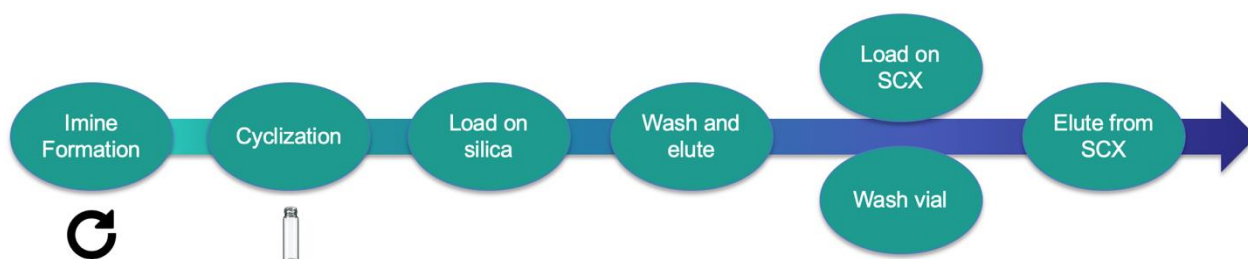 Imine
Formation
Cyclization
Load on
silica
Wash and
elute
Load on
SCX
Wash vial
Elute from
SCX